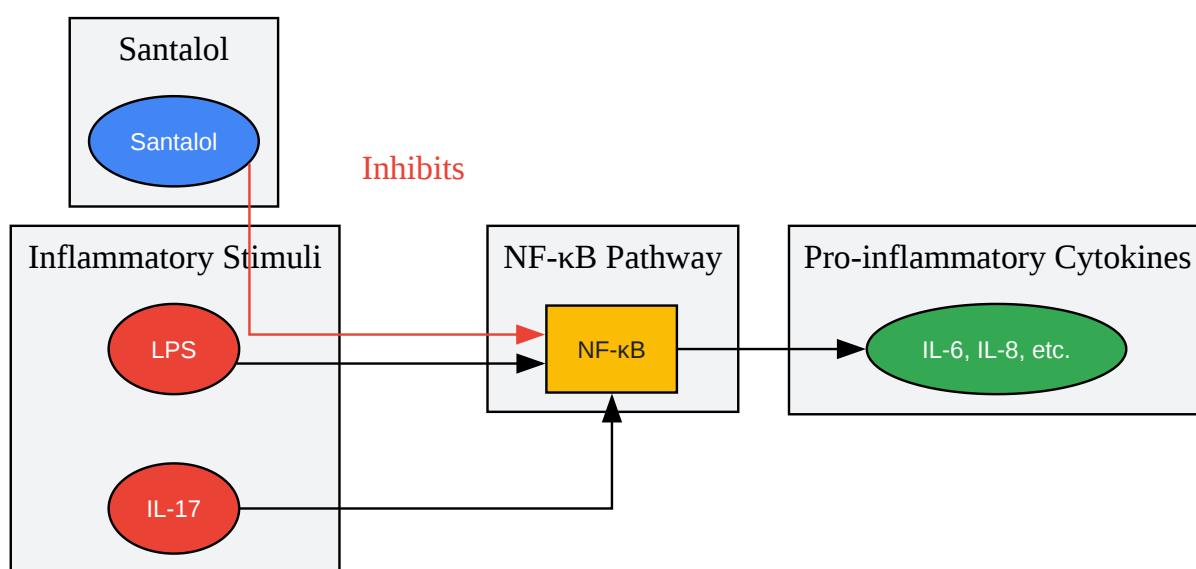 Santalol
Santalol
Inhibits
Inflammatory Stimuli
NF-κB Pathway
Pro-inflammatory Cytokines
LPS
NF-κB
IL-6, IL-8, etc.
IL-17